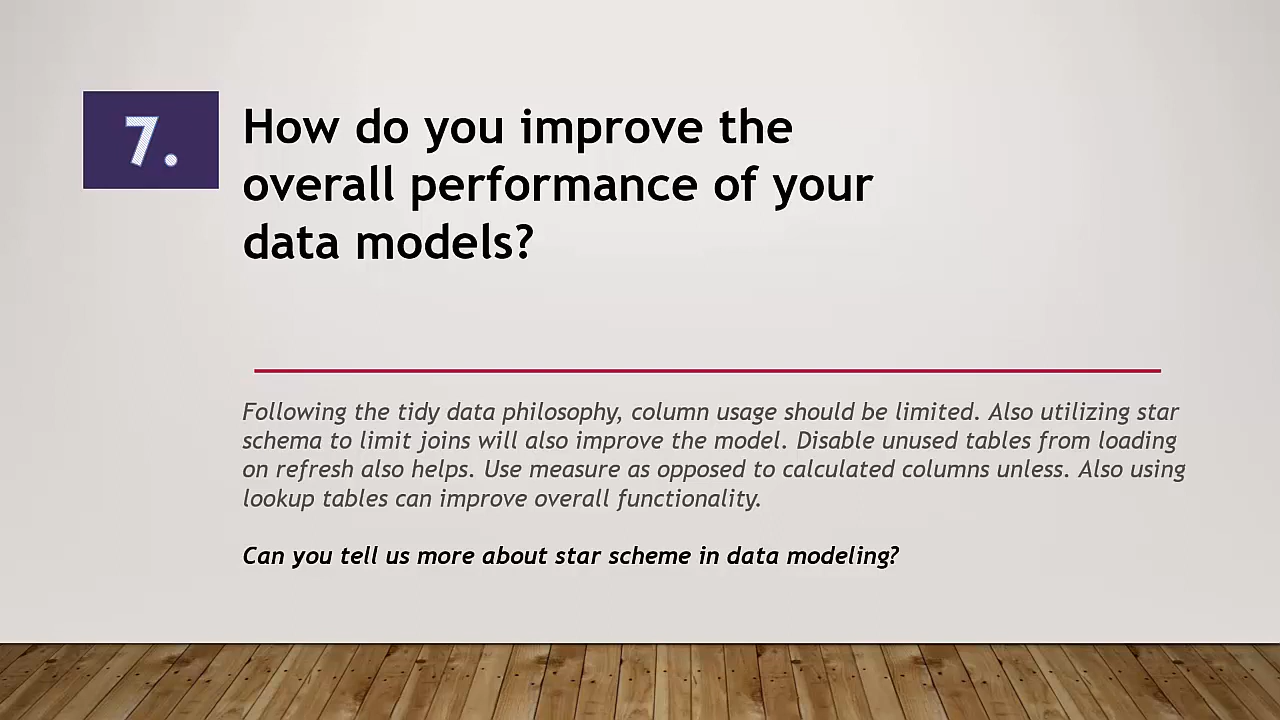 7.
How do you improve the
overall performance of your
data models?
Following the tidy data philosophy, column usage should be limited. Also utilizing star
schema to limit joins will also improve the model. Disable unused tables from loading
on refresh also helps. Use measure as opposed to calculated columns unless. Also using
lookup tables can improve overall functionality.
Can you tell us more about star scheme in data modeling?